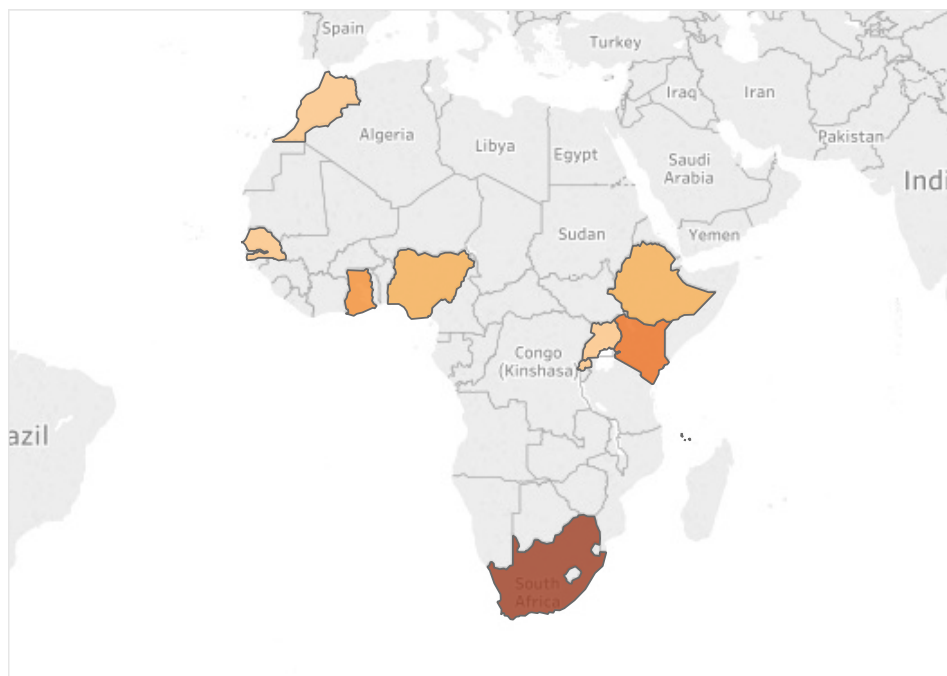 Spain
Turkey
Iraq
Iran
Algeria
Libya
Egypt
Pakistan
Saudi
Arabia
Indi
Sudan
Yemen
Congo
(Kinshasa)
azil
South
Africa